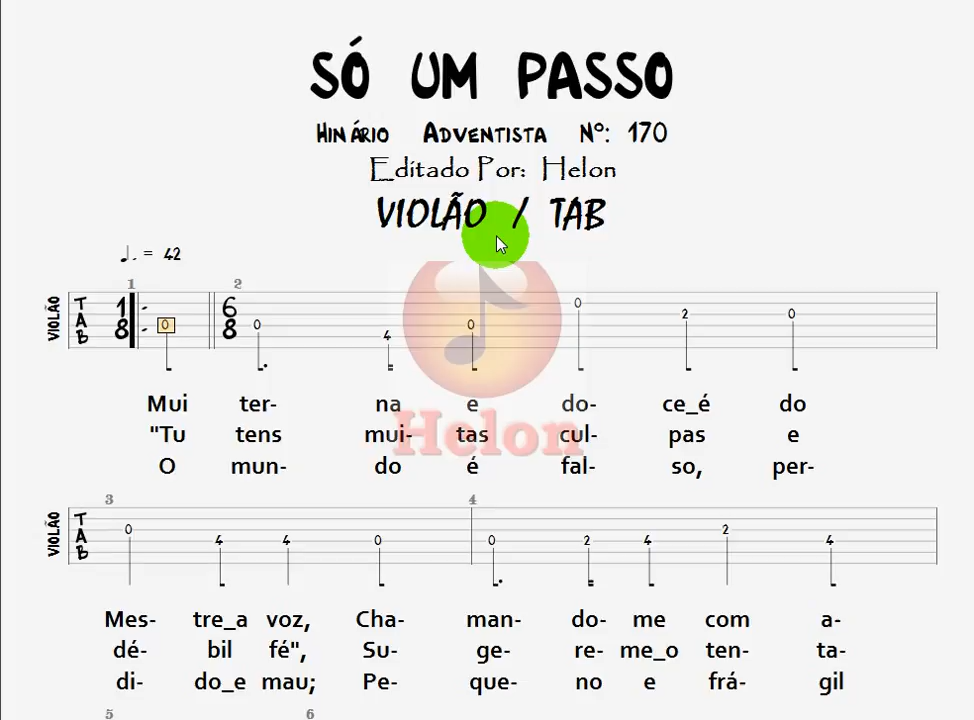 SÓ UM PASSO
HINÁRIO ADVENTISTA Nº: 170
Editado Por: Helon
VIOLÃO / TAB
♩. = 42
1 2
VIOLÃO TAB 1 8 0 6 8 0 4 0 0 2 0
Mui ter- na e do- ce_é do
"Tu tens mui- tas cul- pas e
O mun- do é fal- so, per-
Helon
3 4
VIOLÃO TAB 0 4 4 0 0 2 4 2 4
Mes- tre_a voz, Cha- man- do- me com a-
dé- bil fé", Su- ge- re- me_o ten- ta-
di- do_e mau; Pe- que- no e frá- gil
5 6